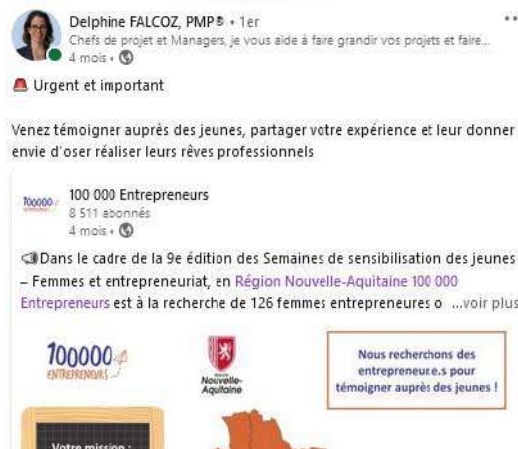 Delphine FALCOZ, PMP® • 1er
Chefs de projet et Managers, je vous aide à faire grandir vos projets et faire...
4 mois •
Urgent et important
Venez témoigner auprès des jeunes, partager votre expérience et leur donner
envie d'oser réaliser leurs rêves professionnels
100000
ENTREPRENEURS
100 000 Entrepreneurs
8 511 abonnés
4 mois •
Dans le cadre de la 9e édition des Semaines de sensibilisation des jeunes
– Femmes et entrepreneuriat, en Région Nouvelle-Aquitaine 100 000
Entrepreneurs est à la recherche de 126 femmes entrepreneures o ...voir plus
100000
ENTREPRENEURS
Nouvelle-
Aquitaine
Nous recherchons des
entrepreneur.e.s pour
témoigner auprès des jeunes !
Votre mission :